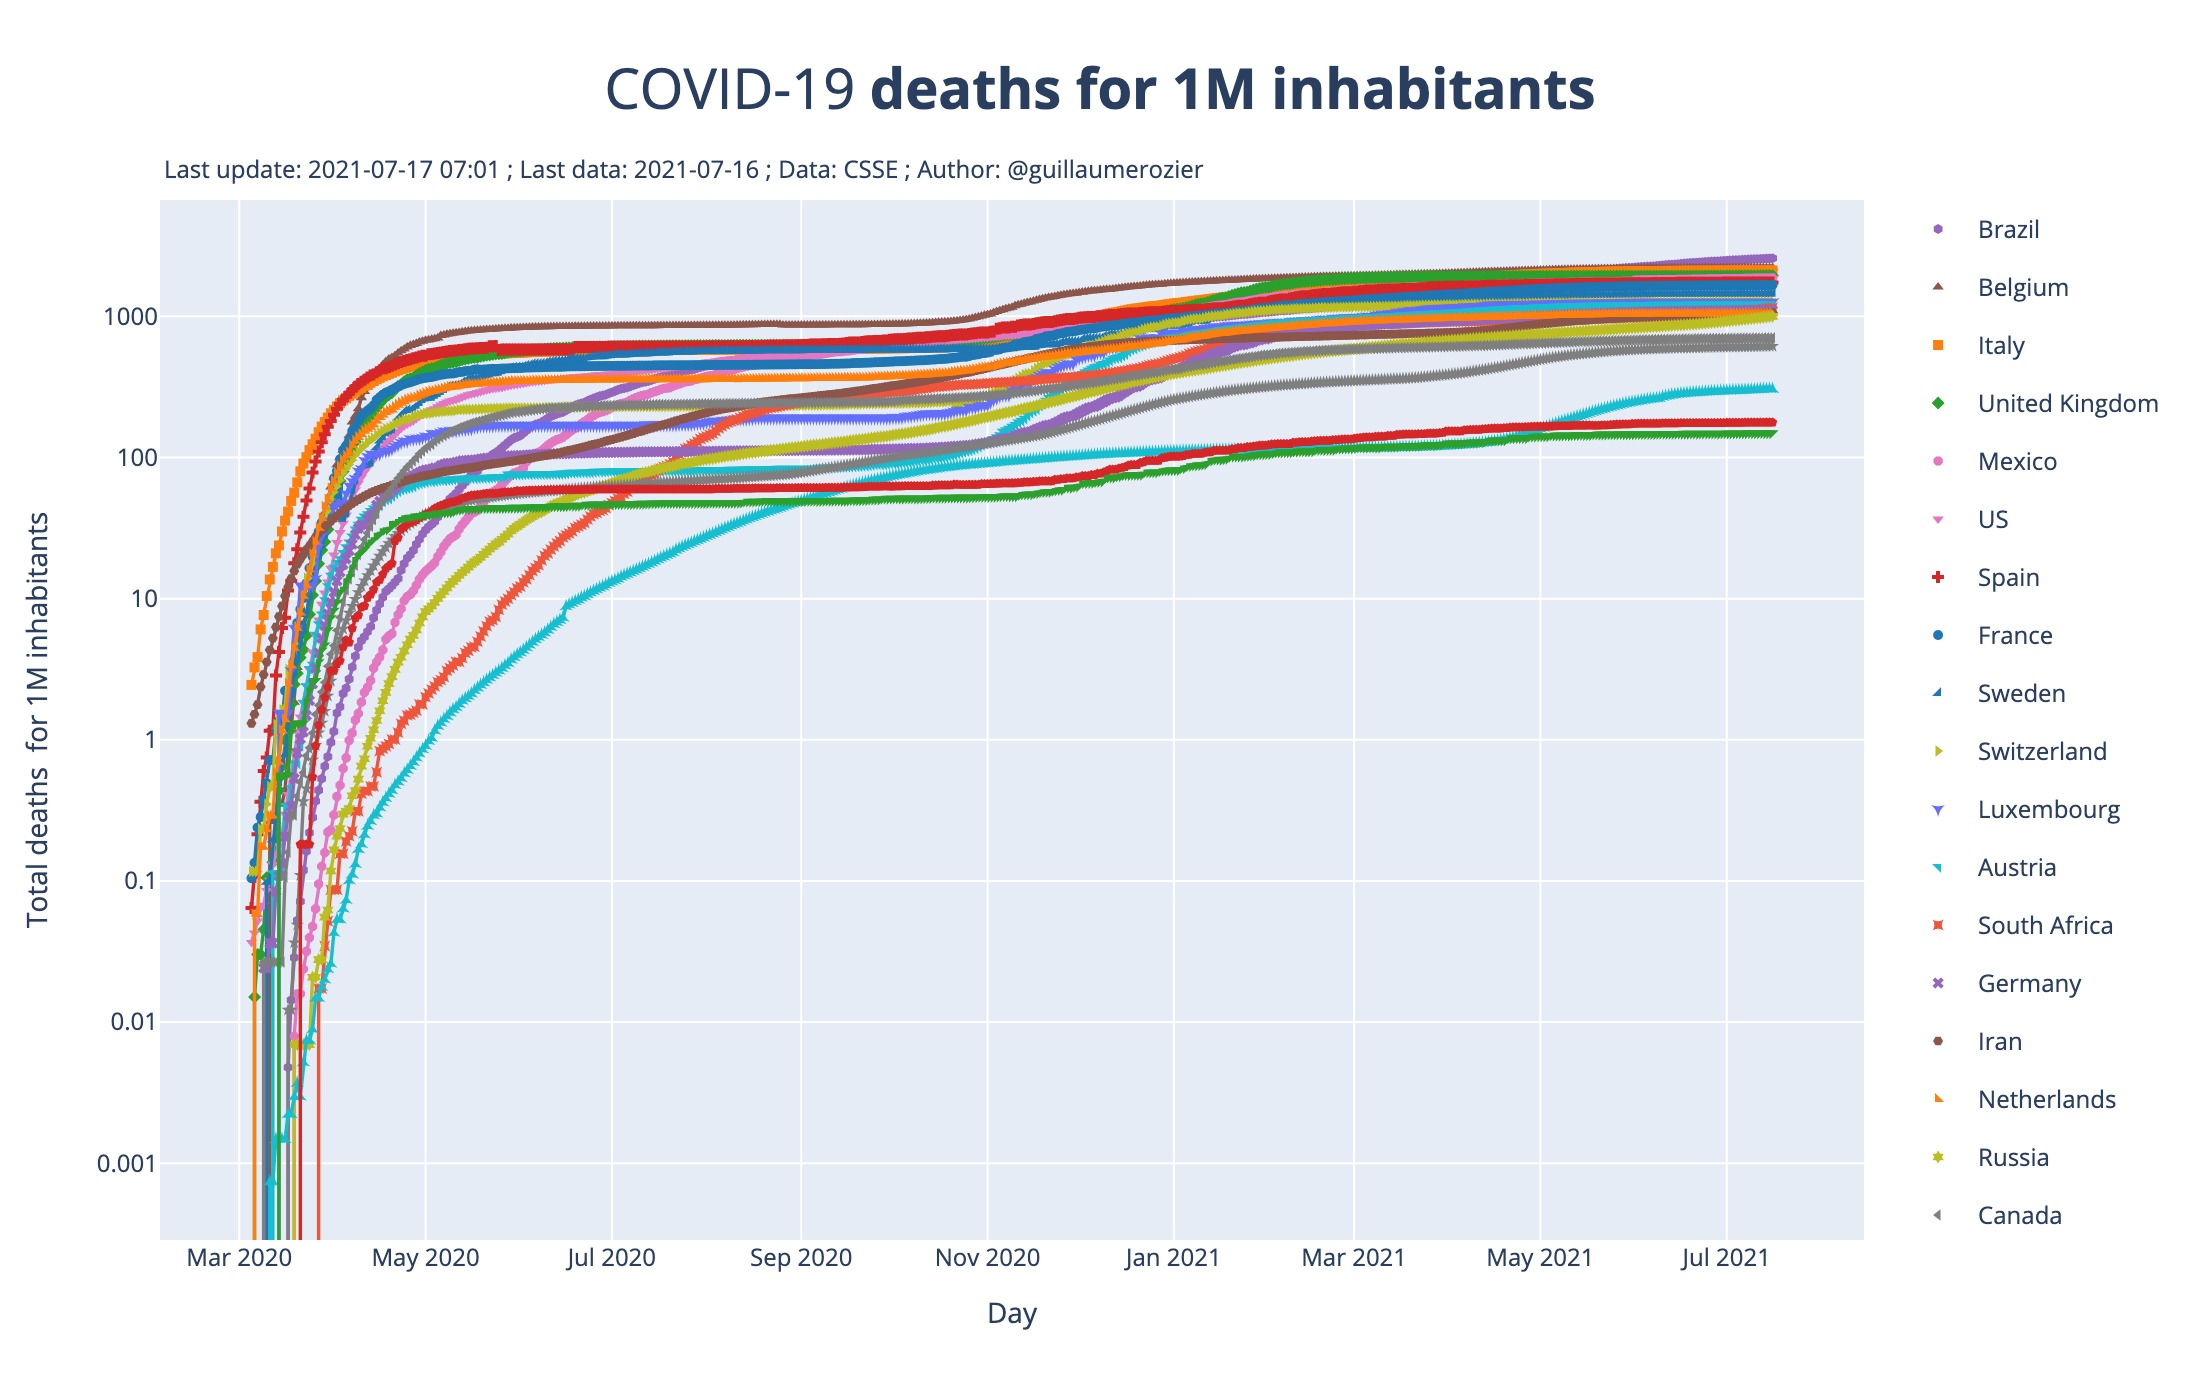 COVID-19 deaths for 1M inhabitants
Last update: 2021-07-17 07:01 ; Last data: 2021-07-16 ; Data: CSSE ; Author: @guillaumerozier
Total deaths  for 1M inhabitants
1000
100
10
1
0.1
0.01
0.001
Mar 2020
May 2020
Jul 2020
Sep 2020
Nov 2020
Jan 2021
Mar 2021
May 2021
Jul 2021
Day
Brazil
Belgium
Italy
United Kingdom
Mexico
US
Spain
France
Sweden
Switzerland
Luxembourg
Austria
South Africa
Germany
Iran
Netherlands
Russia
Canada